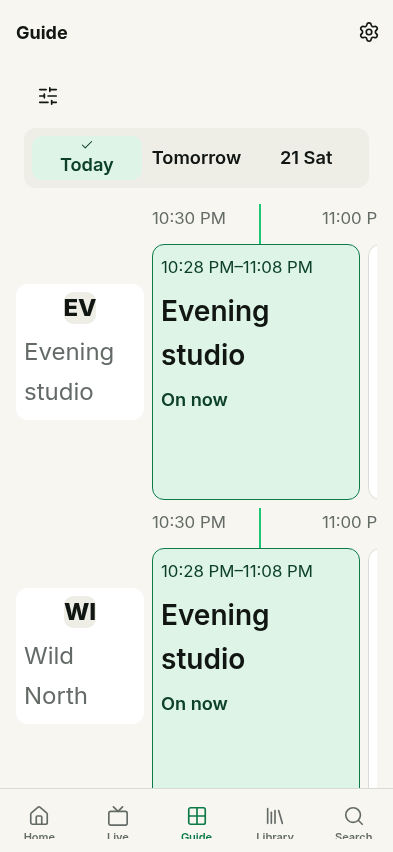 Guide
Today
Tomorrow
21 Sat
10:30 PM
11:00 P
10:28 PM–11:08 PM
EV
Evening
studio
Evening
studio
On now
10:30 PM
11:00 P
10:28 PM–11:08 PM
WI
Wild
North
Evening
studio
On now
Home
Live
Guide
Library
Search